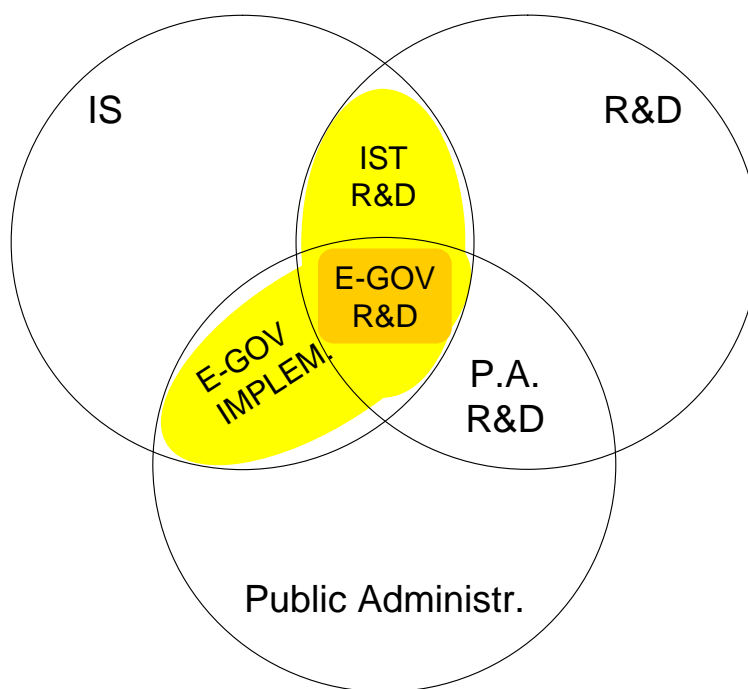 IS
R&D
IST
R&D
E-GOV
R&D
E-GOV
IMPLEM.
P.A.
R&D
Public Administr.